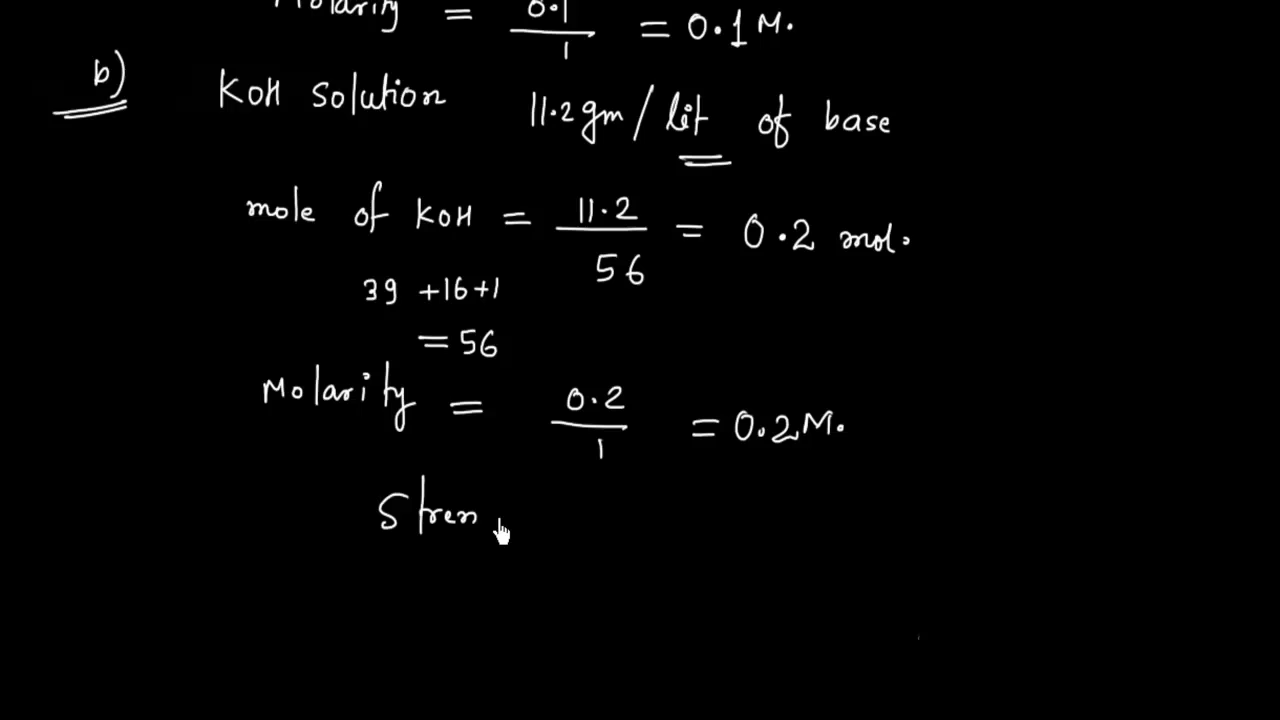 Molarity = 0.1/1 = 0.1 M.
b) KOH solution 11.2 gm/lit of base
mole of KOH = 11.2/56 = 0.2 mol.
39 +16+1
= 56
Molarity = 0.2/1 = 0.2 M.
Stren